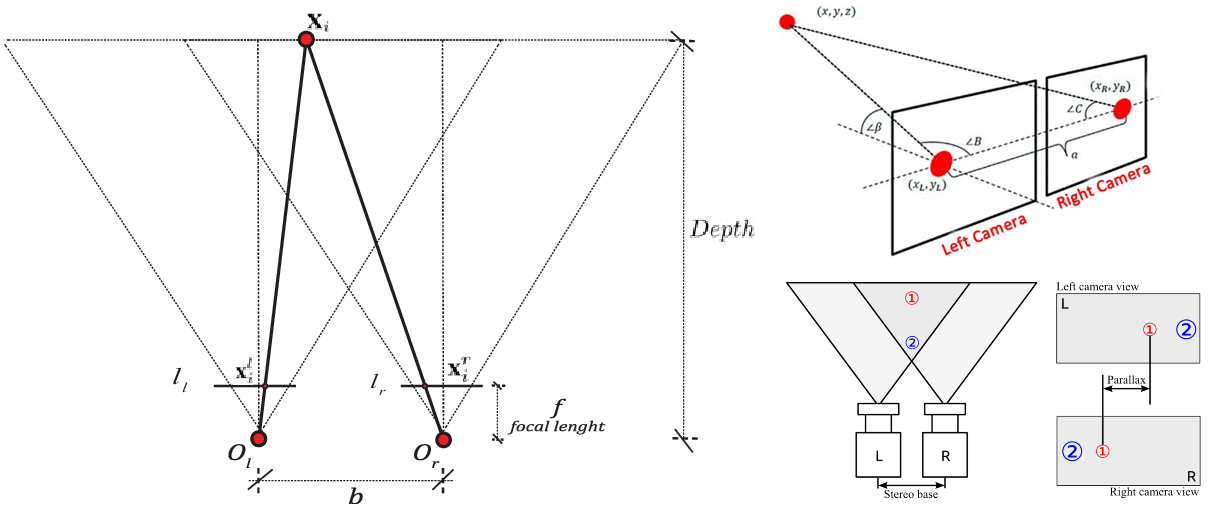 X_i
Depth
l_l
x_i^l
l_r
x_i^r
f
focal lenght
O_l
O_r
b
(x, y, z)
(x_R, y_R)
∠C
∠β
∠B
a
(x_L, y_L)
Right Camera
Left Camera
①
②
L
R
Stereo base
Left camera view
L
①
②
Parallax
②
①
R
Right camera view